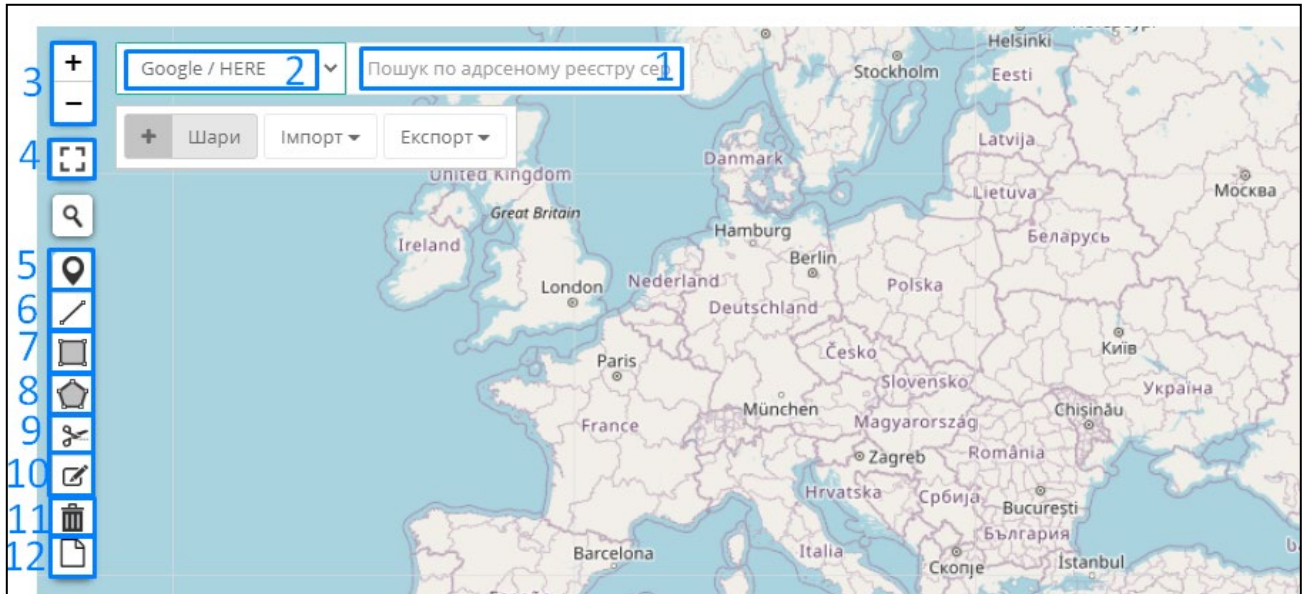 Helsinki
3 + Google / HERE 2 Пошук по адрсеному реєстру сер 1
Stockholm
Eesti
−
+ Шари Імпорт Експорт
4
Latvija
Danmark
United Kingdom
Lietuva
Москва
Great Britain
Hamburg
Беларусь
Ireland
5
Berlin
London
Nederland
Polska
6
Deutschland
7
Paris
Česko
Київ
8
Slovensko
Україна
München
Chișinău
9
France
Magyarország
Zagreb
România
10
Hrvatska
Србија
București
11
България
12
Barcelona
Italia
Скопје
İstanbul